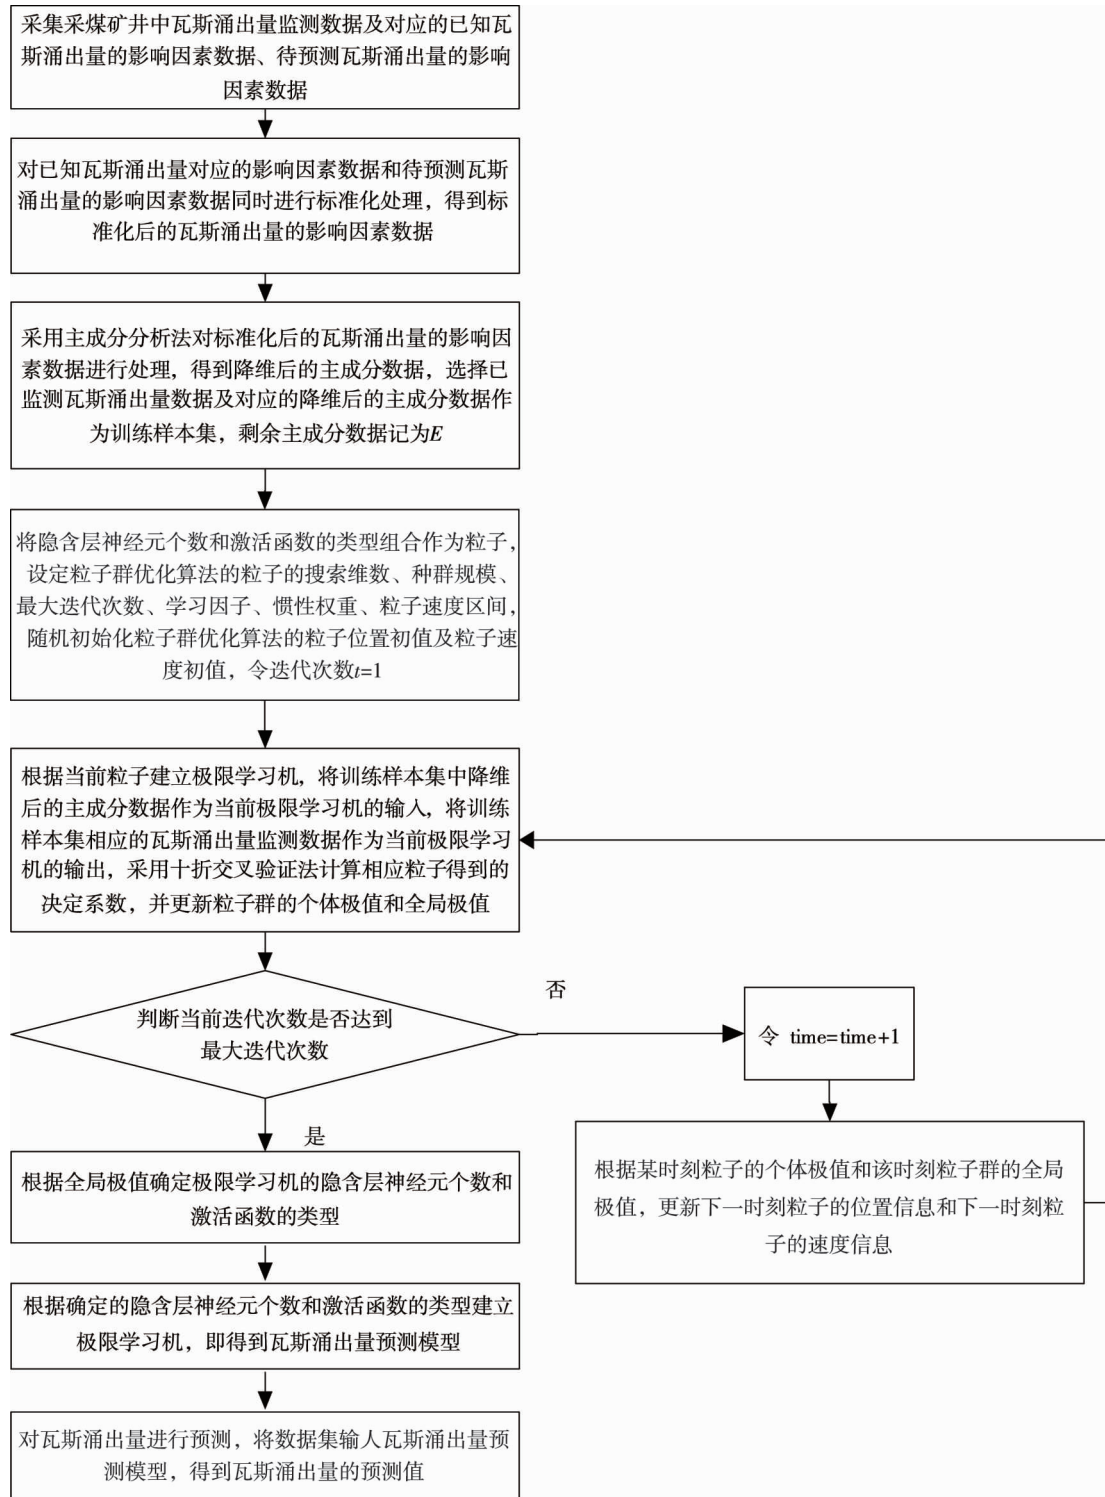 采集采煤矿井中瓦斯涌出量监测数据及对应的已知瓦
斯涌出量的影响因素数据、待预测瓦斯涌出量的影响
因素数据
对已知瓦斯涌出量对应的影响因素数据和待预测瓦斯
涌出量的影响因素数据同时进行标准化处理，得到标
准化后的瓦斯涌出量的影响因素数据
采用主成分分析法对标准化后的瓦斯涌出量的影响因
素数据进行处理，得到降维后的主成分数据，选择已
监测瓦斯涌出量数据及对应的降维后的主成分数据作
为训练样本集，剩余主成分数据记为E
将隐含层神经元个数和激活函数的类型组合作为粒子，
设定粒子群优化算法的粒子的搜索维数、种群规模、
最大迭代次数、学习因子、惯性权重、粒子速度区间，
随机初始化粒子群优化算法的粒子位置初值及粒子速
度初值，令迭代次数t=1
根据当前粒子建立极限学习机，将训练样本集中降维
后的主成分数据作为当前极限学习机的输入，将训练
样本集相应的瓦斯涌出量监测数据作为当前极限学习
机的输出，采用十折交叉验证法计算相应粒子得到的
决定系数，并更新粒子群的个体极值和全局极值
判断当前迭代次数是否达到
最大迭代次数
否
令 time=time+1
根据某时刻粒子的个体极值和该时刻粒子群的全局
极值，更新下一时刻粒子的位置信息和下一时刻粒
子的速度信息
是
根据全局极值确定极限学习机的隐含层神经元个数和
激活函数的类型
根据确定的隐含层神经元个数和激活函数的类型建立
极限学习机，即得到瓦斯涌出量预测模型
对瓦斯涌出量进行预测，将数据集输人瓦斯涌出量预
测模型，得到瓦斯涌出量的预测值